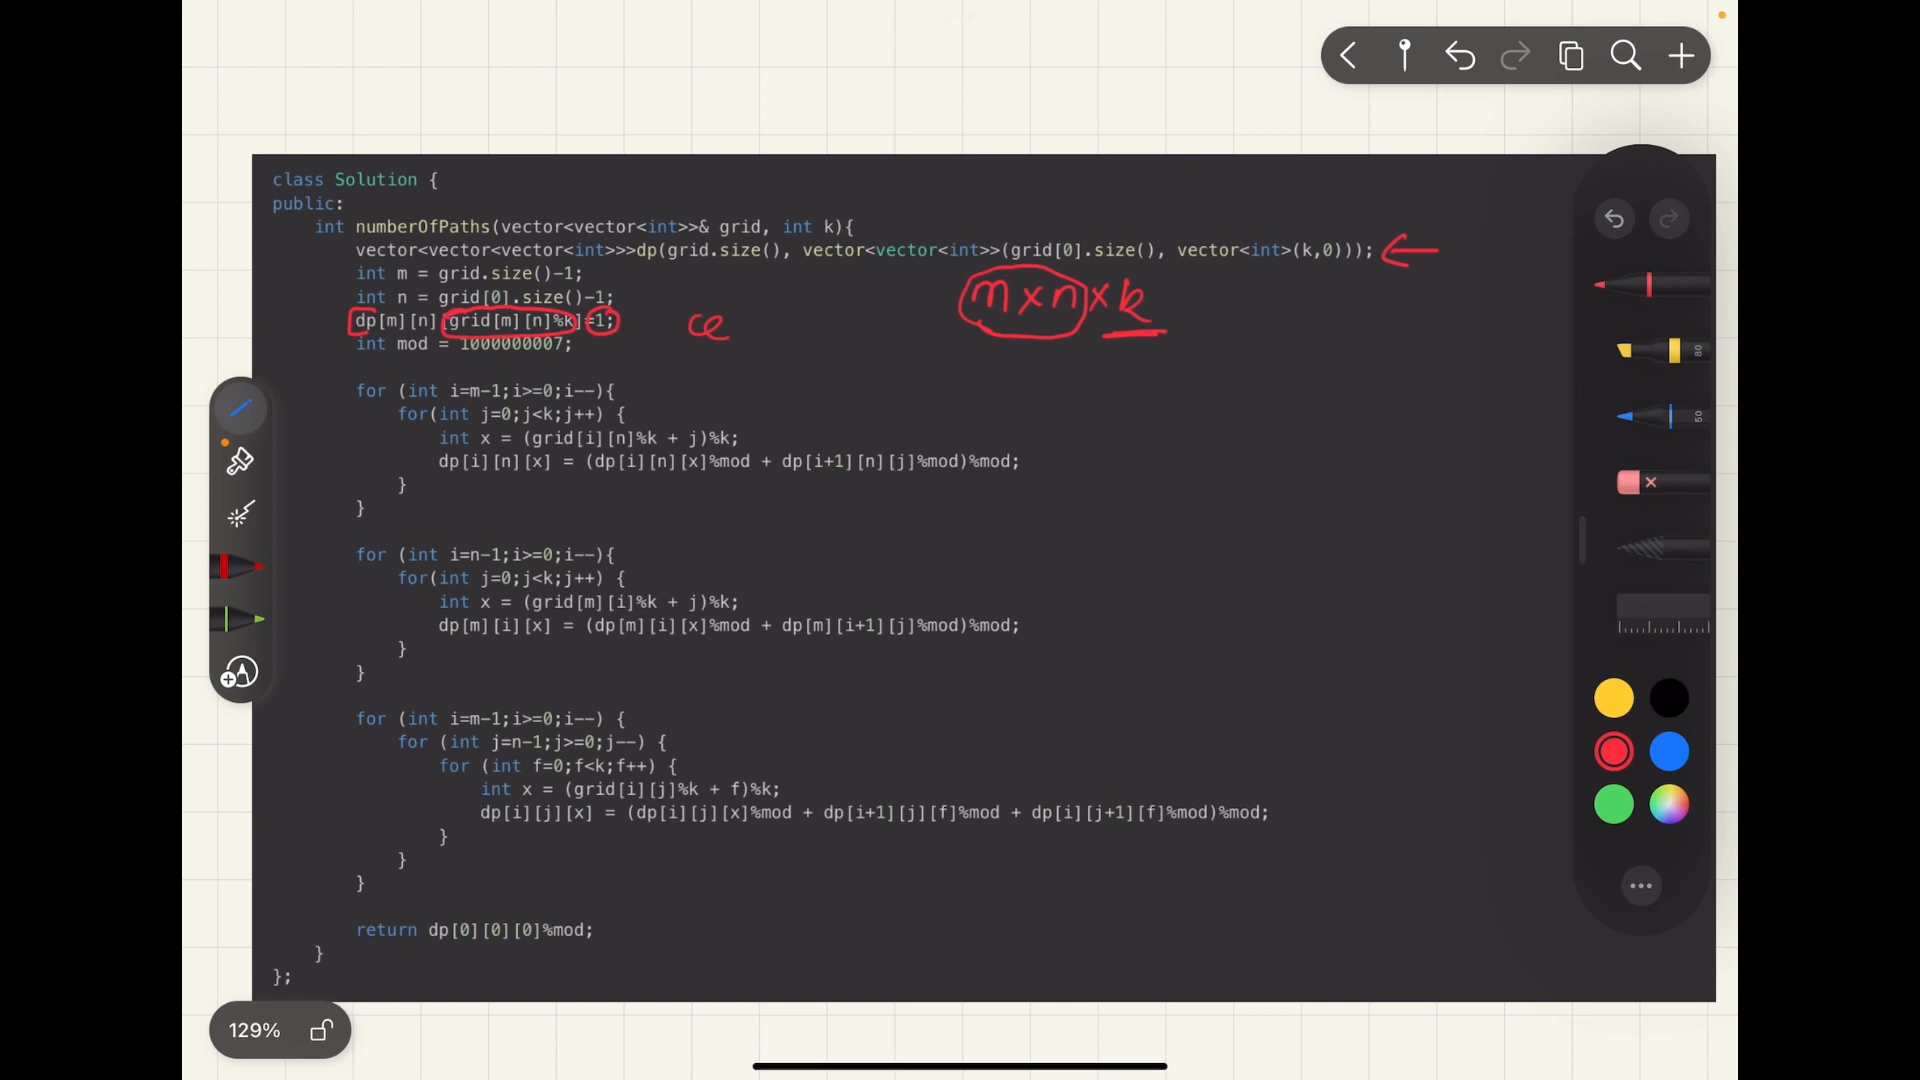 class Solution {
public:
int numberOfPaths(vector<vector<int>>& grid, int k){
vector<vector<vector<int>>>dp(grid.size(), vector<vector<int>>(grid[0].size(), vector<int>(k,0)));
int m = grid.size()-1;
int n = grid[0].size()-1;
m x n x k
dp[m][n][grid[m][n]%k]=1;
ce
int mod = 1000000007;
for (int i=m-1;i>=0;i--){
for(int j=0;j<k;j++) {
int x = (grid[i][n]%k + j)%k;
dp[i][n][x] = (dp[i][n][x]%mod + dp[i+1][n][j]%mod)%mod;
}
}
for (int i=n-1;i>=0;i--){
for(int j=0;j<k;j++) {
int x = (grid[m][i]%k + j)%k;
dp[m][i][x] = (dp[m][i][x]%mod + dp[m][i+1][j]%mod)%mod;
}
}
for (int i=m-1;i>=0;i--) {
for (int j=n-1;j>=0;j--) {
for (int f=0;f<k;f++) {
int x = (grid[i][j]%k + f)%k;
dp[i][j][x] = (dp[i][j][x]%mod + dp[i+1][j][f]%mod + dp[i][j+1][f]%mod)%mod;
}
}
}
return dp[0][0][0]%mod;
}
};
129%
80
50